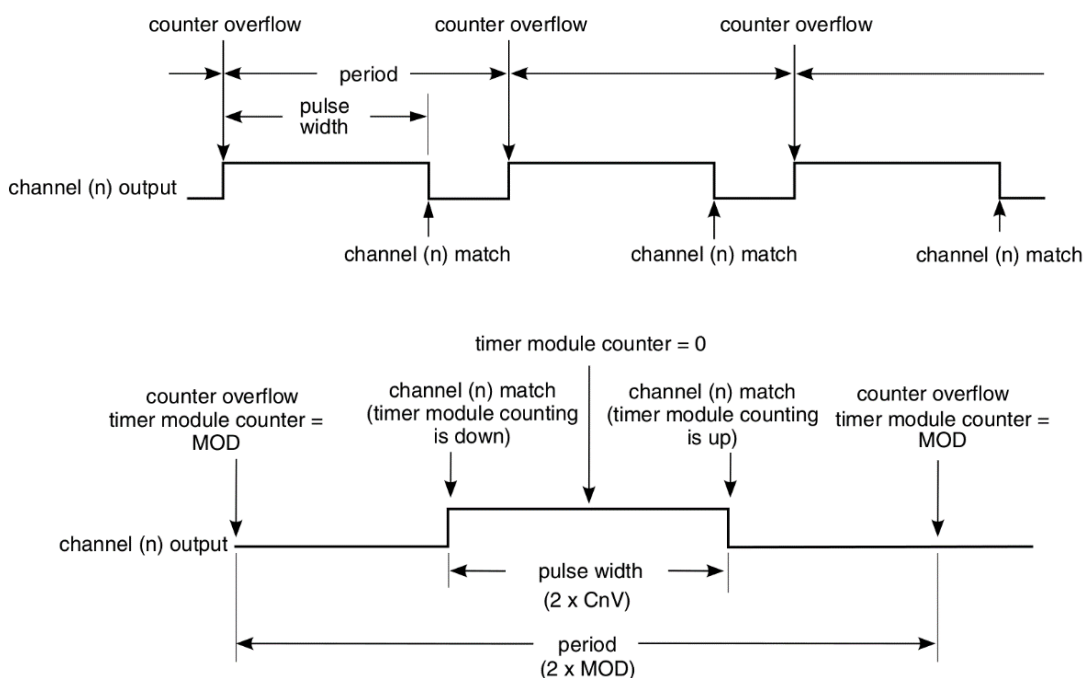 counter overflow
counter overflow
counter overflow
period
pulse
width
channel (n) output
channel (n) match
channel (n) match
channel (n) match
timer module counter = 0
counter overflow
timer module counter =
MOD
channel (n) match
(timer module counting
is down)
channel (n) match
(timer module counting
is up)
counter overflow
timer module counter =
MOD
channel (n) output
pulse width
(2 x CnV)
period
(2 x MOD)